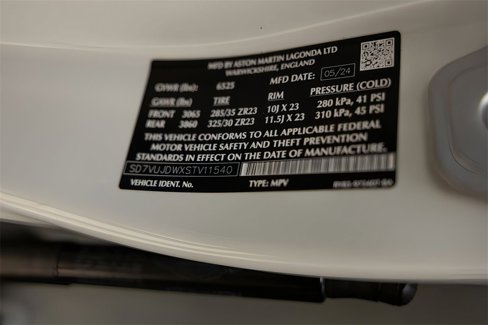 MFD BY ASTON MARTIN LAGONDA LTD
WARWICKSHIRE, ENGLAND
GVWR (lbs): 6525 MFD DATE: 05/24
GAWR (lbs): TIRE RIM PRESSURE (COLD)
FRONT 3065 285/35 ZR23 10J X 23 280 kPa, 41 PSI
REAR 3860 325/30 ZR23 11.5J X 23 310 kPa, 45 PSI
THIS VEHICLE CONFORMS TO ALL APPLICABLE FEDERAL
MOTOR VEHICLE SAFETY AND THEFT PREVENTION
STANDARDS IN EFFECT ON THE DATE OF MANUFACTURE.
SD7VUJDWXSTV11540
VEHICLE IDENT. No. TYPE: MPV